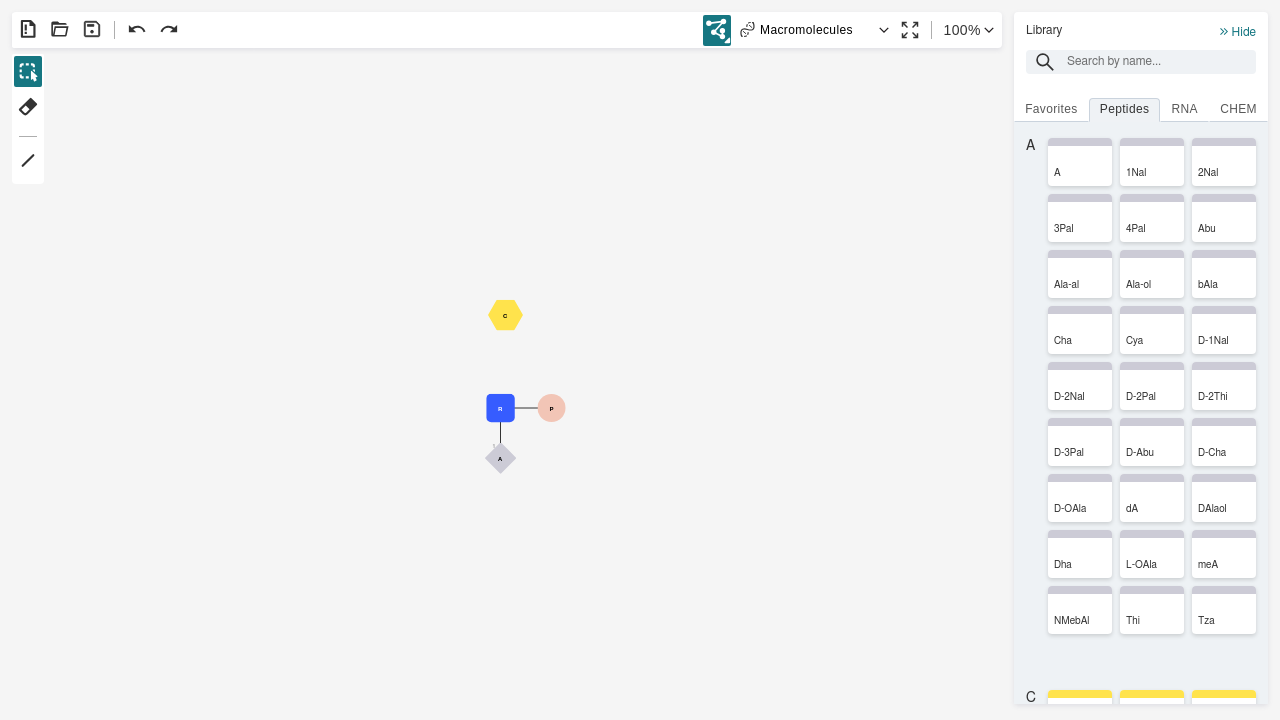 Macromolecules
100%
Library
Hide
Search by name...
Favorites
Peptides
RNA
CHEM
A
A
1Nal
2Nal
3Pal
4Pal
Abu
Ala-al
Ala-ol
bAla
Cha
Cya
D-1Nal
D-2Nal
D-2Pal
D-2Thi
D-3Pal
D-Abu
D-Cha
D-OAla
dA
DAlaol
Dha
L-OAla
meA
NMebAl
Thi
Tza
C
C
R
P
A